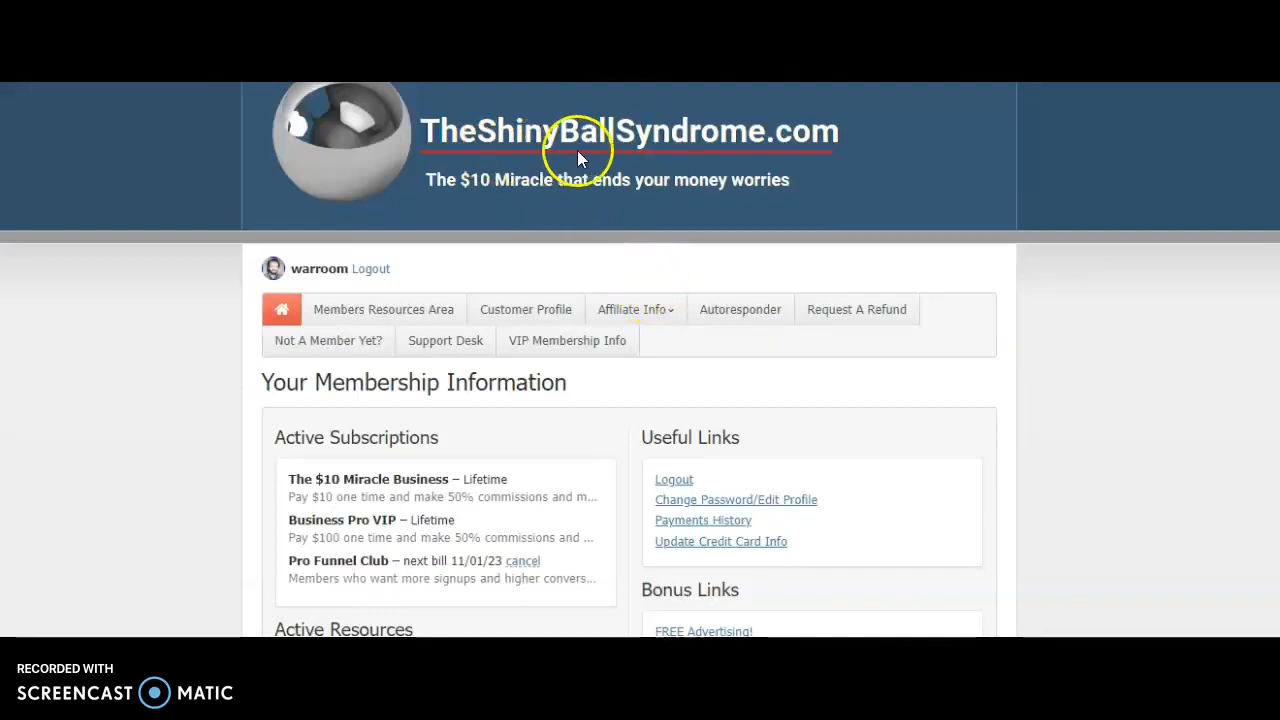 TheShinyBallSyndrome.com
The $10 Miracle that ends your money worries
warroom Logout
Members Resources Area
Customer Profile
Affiliate Info
Autoresponder
Request A Refund
Not A Member Yet?
Support Desk
VIP Membership Info
Your Membership Information
Active Subscriptions
The $10 Miracle Business – Lifetime
Pay $10 one time and make 50% commissions and m...
Business Pro VIP – Lifetime
Pay $100 one time and make 50% commissions and ...
Pro Funnel Club – next bill 11/01/23 cancel
Members who want more signups and higher convers...
Active Resources
Useful Links
Logout
Change Password/Edit Profile
Payments History
Update Credit Card Info
Bonus Links
FREE Advertising!
RECORDED WITH
SCREENCAST MATIC